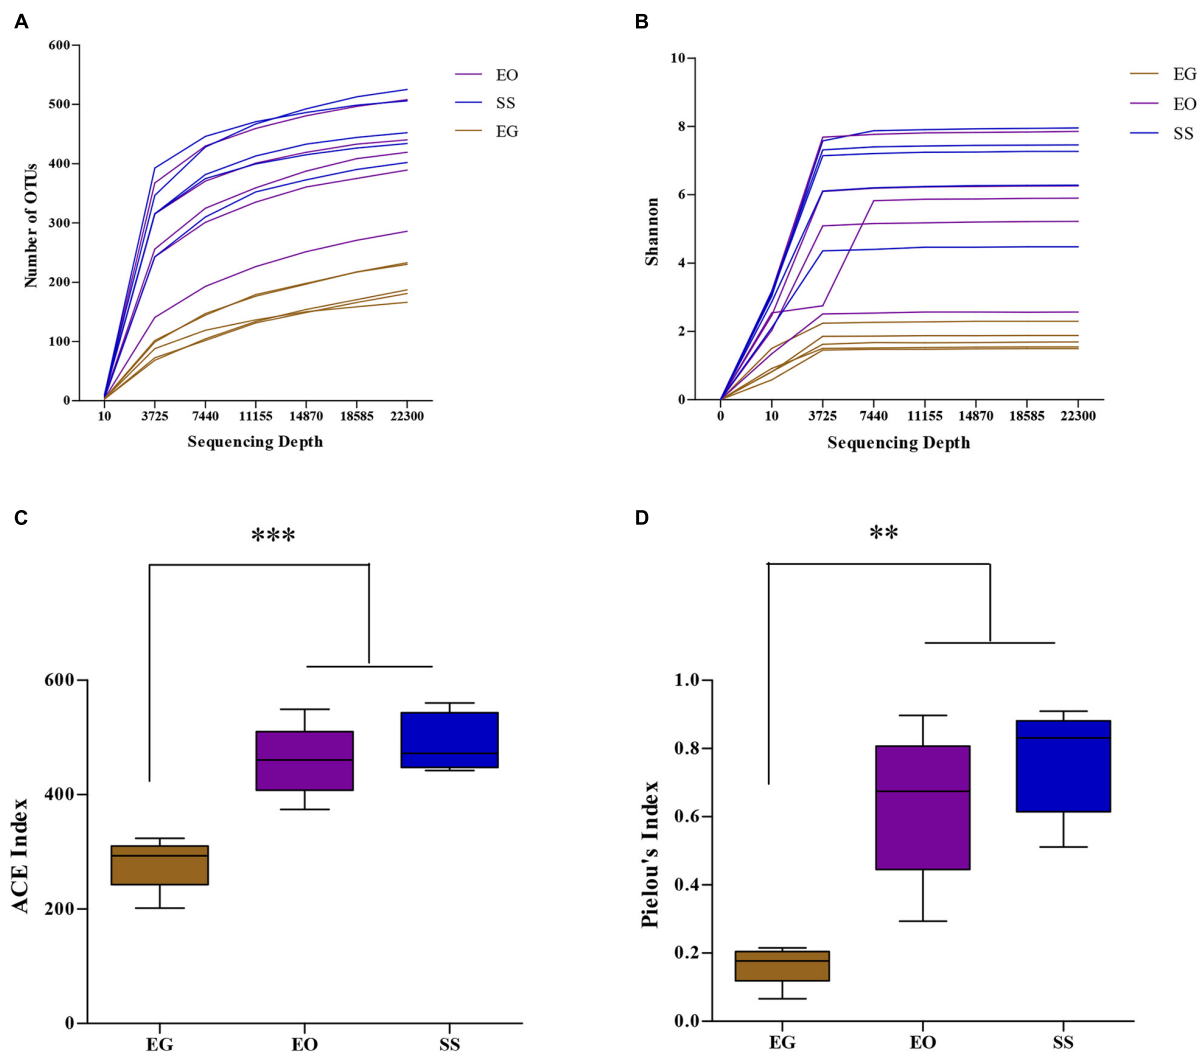 A
600
500
400
300
200
100
0
Number of OTUs
10 3725 7440 11155 14870 18585 22300
Sequencing Depth
EO
SS
EG
B
10
8
6
4
2
0
Shannon
0 10 3725 7440 11155 14870 18585 22300
Sequencing Depth
EG
EO
SS
C
***
600
400
200
0
ACE Index
EG EO SS
D
**
1.0
0.8
0.6
0.4
0.2
0.0
Pielou's Index
EG EO SS